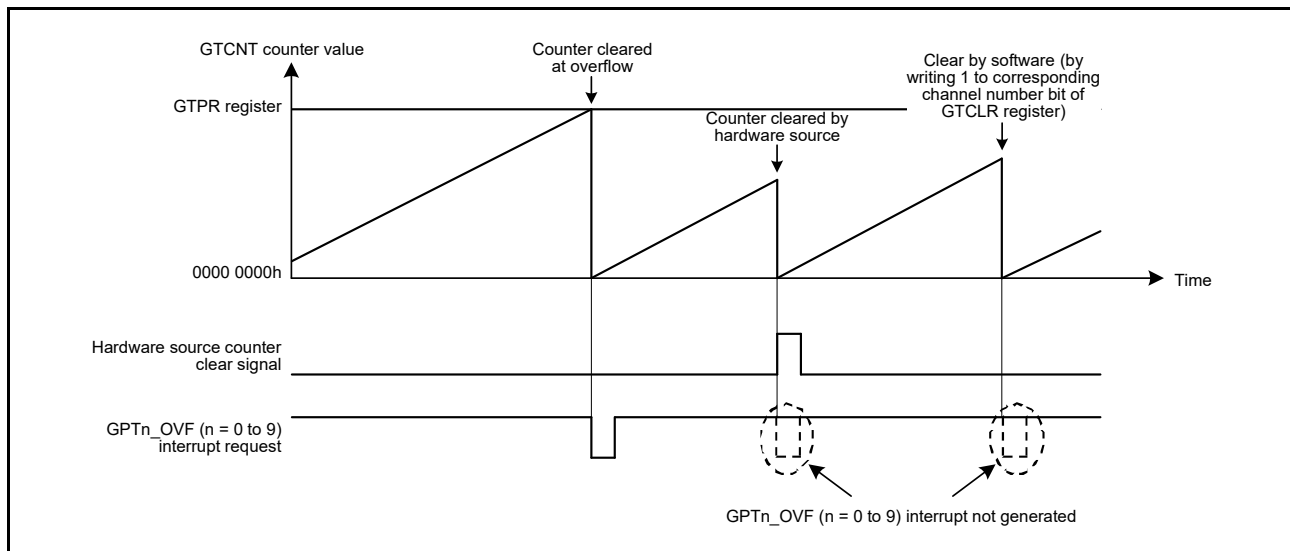 GTCNT counter value
Counter cleared
at overflow
Clear by software (by
writing 1 to corresponding
channel number bit of
GTCLR register)
GTPR register
Counter cleared by
hardware source
0000 0000h
Time
Hardware source counter
clear signal
GPTn_OVF (n = 0 to 9)
interrupt request
GPTn_OVF (n = 0 to 9) interrupt not generated